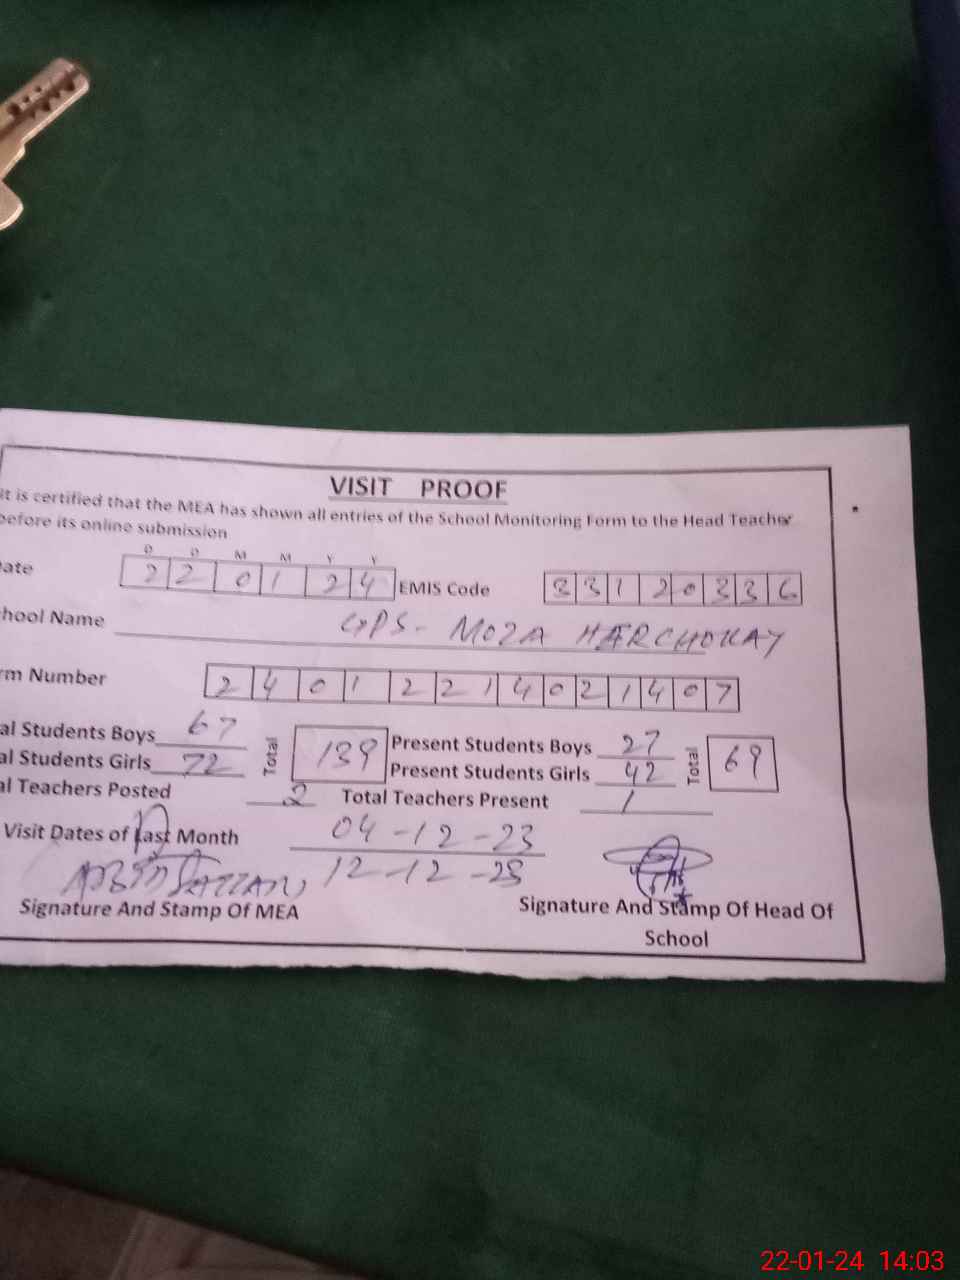 VISIT PROOF
it is certified that the MEA has shown all entries of the School Monitoring Form to the Head Teacher
before its online submission
D D M M Y Y
ate 2 2 0 1 2 4 EMIS Code 3 3 1 2 0 3 3 6
hool Name GPS - MOZA HARCHOKAY
rm Number 2 4 0 1 2 2 1 4 0 2 1 4 0 7
al Students Boys 67 Total 139 Present Students Boys 27 Total 69
al Students Girls 72 Present Students Girls 42
al Teachers Posted 2 Total Teachers Present 1
Visit Dates of Last Month 04-12-23
12-12-23
Signature And Stamp Of MEA Signature And Stamp Of Head Of
School
22-01-24 14:03